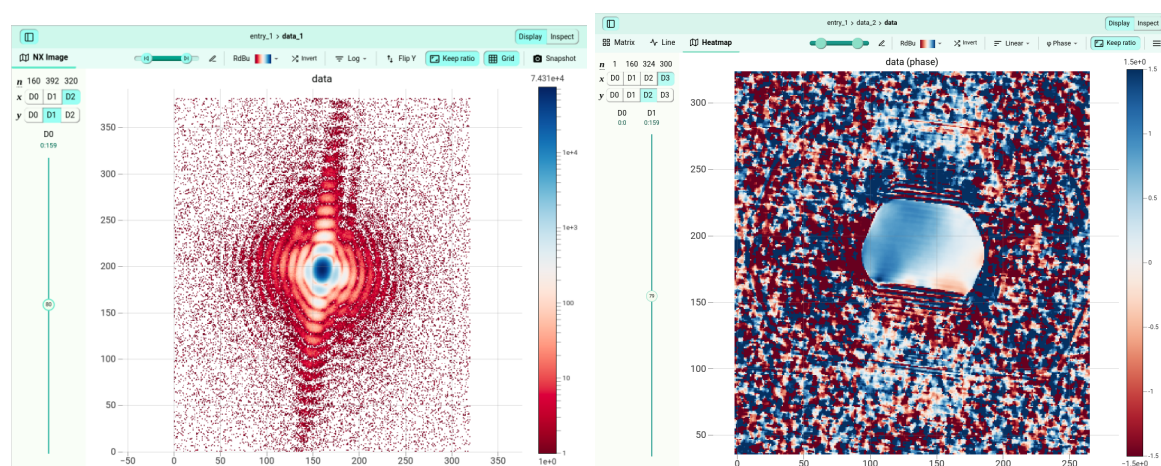 entry_1 > data_1
Display Inspect
NX Image
RdBu
Invert
Log
Flip Y
Keep ratio
Grid
Snapshot
n 160 392 320
x D0 D1 D2
y D0 D1 D2
D0
0:159
80
data
7.431e+4
350
300
250
200
150
100
50
0
−50 0 50 100 150 200 250 300 350
1e+4
1e+3
100
10
1
1e+0
entry_1 > data_2 > data
Display Inspect
Matrix
Line
Heatmap
RdBu
Invert
Linear
φ Phase
Keep ratio
n 1 160 324 300
x D0 D1 D2 D3
y D0 D1 D2 D3
D0 D1
0:0 0:159
79
data (phase)
1.5e+0
300
250
200
150
100
50
0 50 100 150 200 250
1.5
1
0.5
0
-0.5
-1
-1.5
−1.5e+0